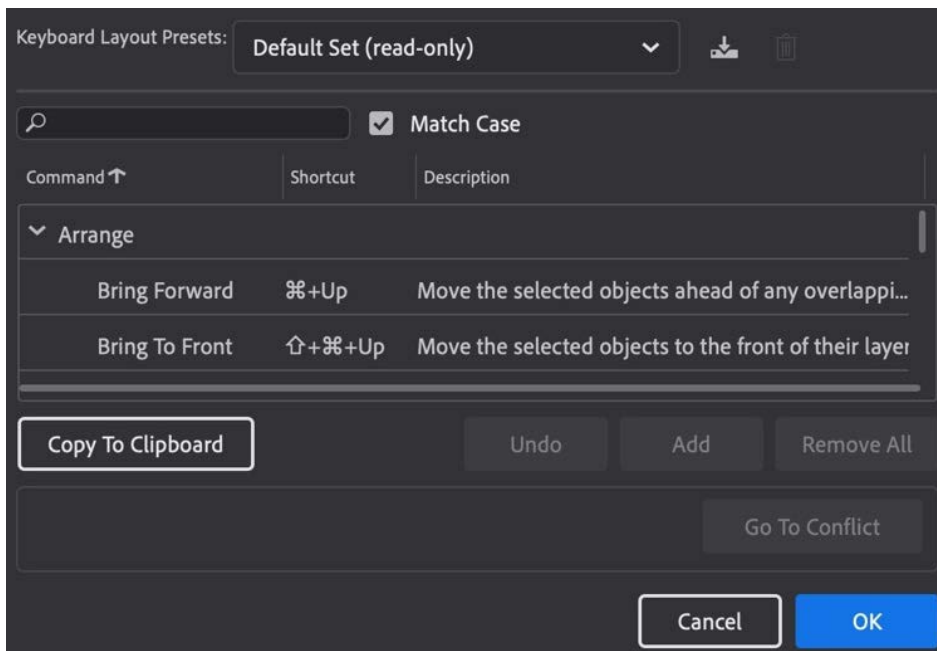 Keyboard Layout Presets: Default Set (read-only)
Match Case
Command Shortcut Description
Arrange
Bring Forward ⌘+Up Move the selected objects ahead of any overlappi...
Bring To Front ⇧+⌘+Up Move the selected objects to the front of their layer
Copy To Clipboard Undo Add Remove All
Go To Conflict
Cancel OK